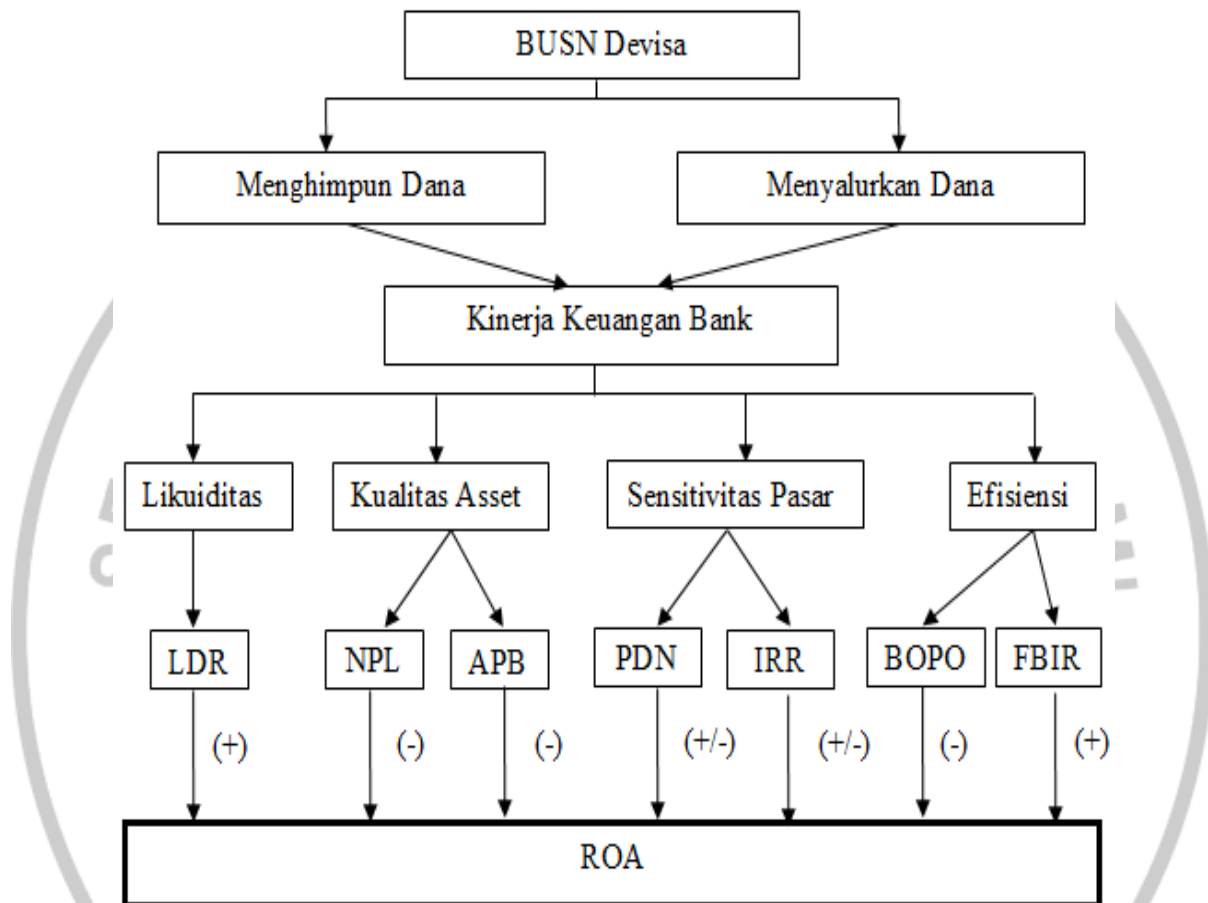 BUSN Devisa
Menghimpun Dana
Menyalurkan Dana
Kinerja Keuangan Bank
Likuiditas
Kualitas Asset
Sensitivitas Pasar
Efisiensi
LDR
NPL
APB
PDN
IRR
BOPO
FBIR
(+)
(-)
(-)
(+/-)
(+/-)
(-)
(+)
ROA